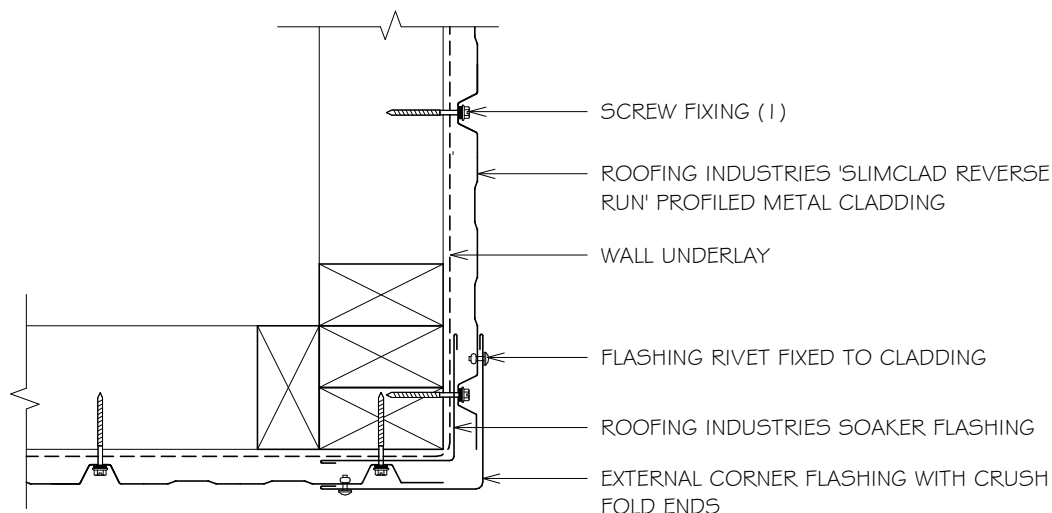 SCREW FIXING (1)
ROOFING INDUSTRIES 'SLIMCLAD REVERSE
RUN' PROFILED METAL CLADDING
WALL UNDERLAY
FLASHING RIVET FIXED TO CLADDING
ROOFING INDUSTRIES SOAKER FLASHING
EXTERNAL CORNER FLASHING WITH CRUSH
FOLD ENDS